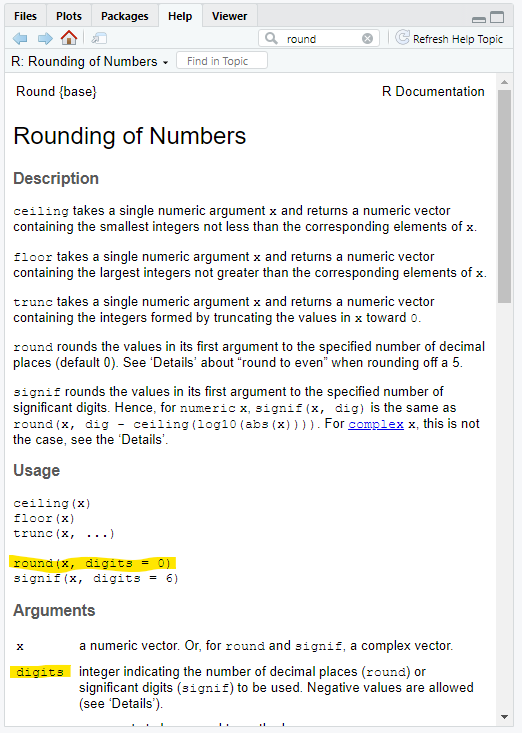 Files Plots Packages Help Viewer
round Refresh Help Topic
R: Rounding of Numbers Find in Topic
Round {base} R Documentation
Rounding of Numbers
Description
ceiling takes a single numeric argument x and returns a numeric vector
containing the smallest integers not less than the corresponding elements of x.
floor takes a single numeric argument x and returns a numeric vector
containing the largest integers not greater than the corresponding elements of x.
trunc takes a single numeric argument x and returns a numeric vector
containing the integers formed by truncating the values in x toward 0.
round rounds the values in its first argument to the specified number of decimal
places (default 0). See ‘Details’ about “round to even” when rounding off a 5.
signif rounds the values in its first argument to the specified number of
significant digits. Hence, for numeric x, signif(x, dig) is the same as
round(x, dig - ceiling(log10(abs(x)))). For complex x, this is not
the case, see the ‘Details’.
Usage
ceiling(x)
floor(x)
trunc(x, ...)
round(x, digits = 0)
signif(x, digits = 6)
Arguments
x a numeric vector. Or, for round and signif, a complex vector.
digits integer indicating the number of decimal places (round) or
significant digits (signif) to be used. Negative values are allowed
(see ‘Details’).